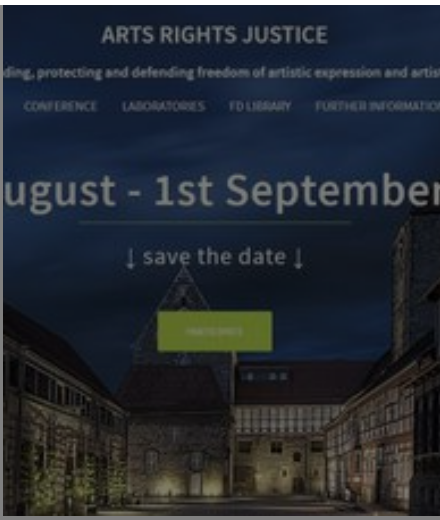 ARTS RIGHTS JUSTICE
ding, protecting and defending freedom of artistic expression and artis
CONFERENCE LABORATORIES FD LIBRARY FURTHER INFORMATION
ugust - 1st September
↓ save the date ↓